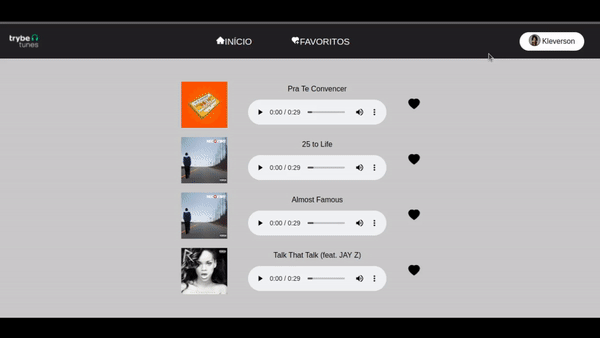 trybe
tunes
INÍCIO
FAVORITOS
Kleverson
Pra Te Convencer
0:00 / 0:29
25 to Life
0:00 / 0:29
Almost Famous
0:00 / 0:29
Talk That Talk (feat. JAY Z)
0:00 / 0:29